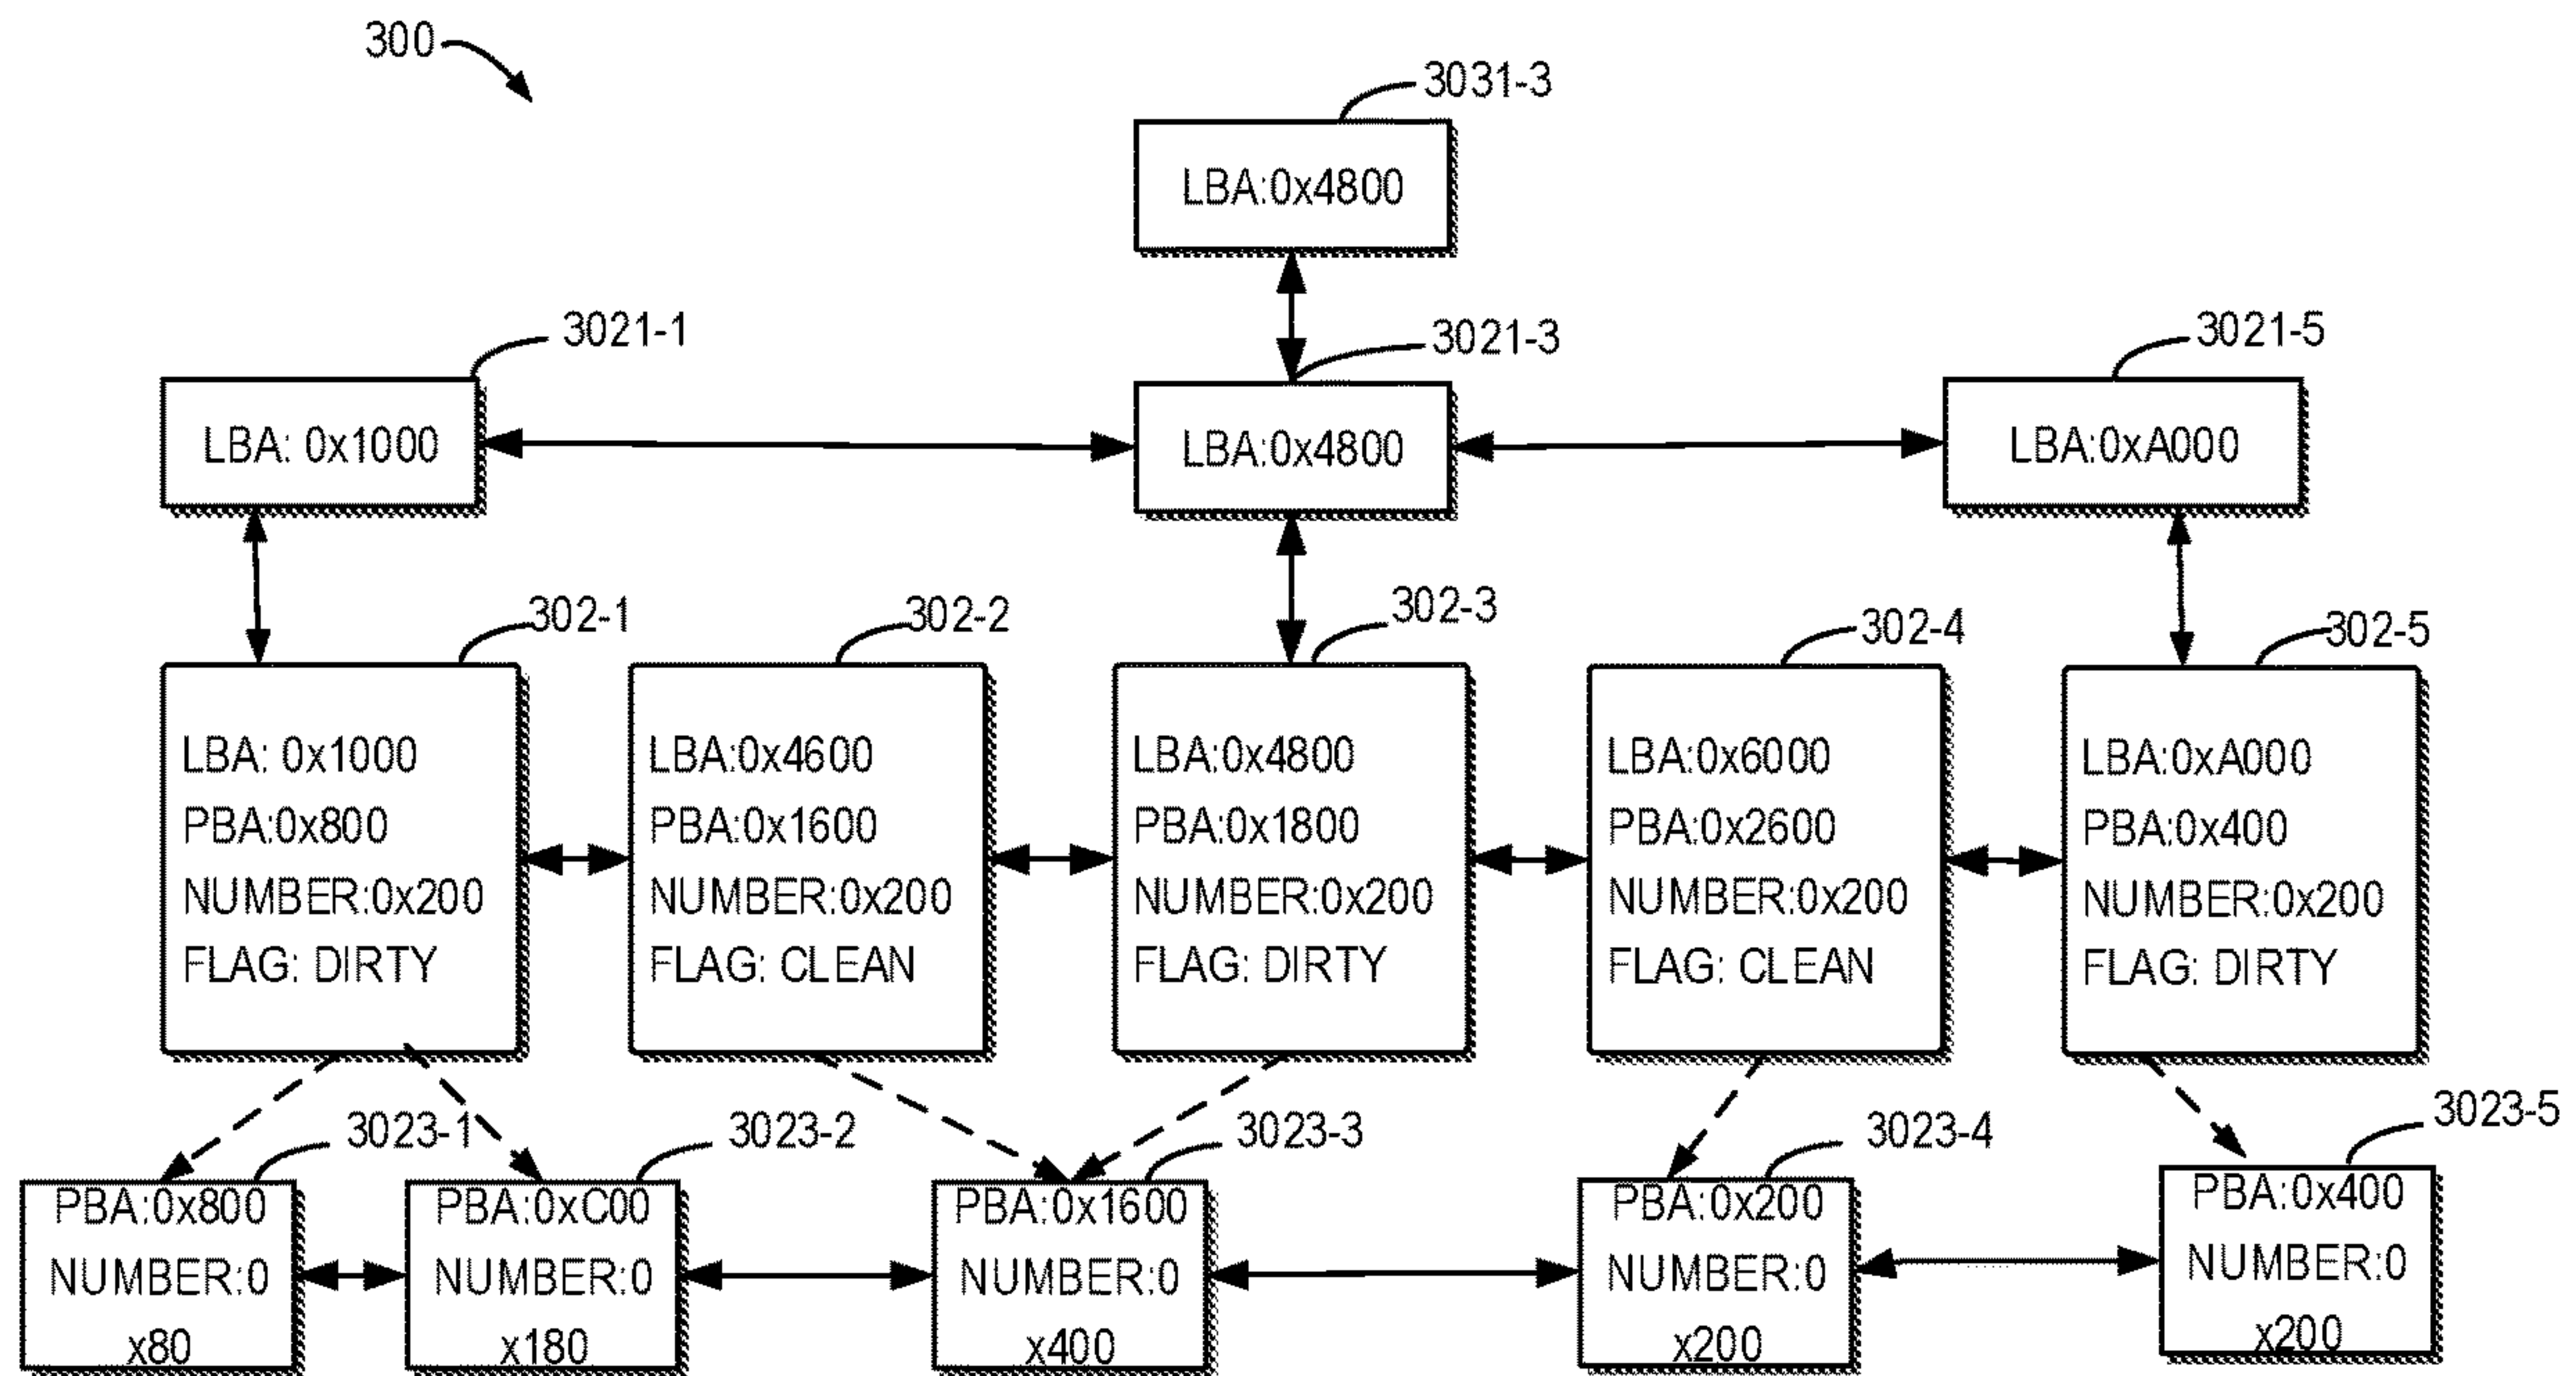 300
3031-3
LBA:0x4800
3021-1
3021-3
3021-5
LBA: 0x1000
LBA:0x4800
LBA:0xA000
302-1
302-2
302-3
302-4
302-5
LBA: 0x1000
PBA:0x800
NUMBER:0x200
FLAG: DIRTY
LBA:0x4600
PBA:0x1600
NUMBER:0x200
FLAG: CLEAN
LBA:0x4800
PBA:0x1800
NUMBER:0x200
FLAG: DIRTY
LBA:0x6000
PBA:0x2600
NUMBER:0x200
FLAG: CLEAN
LBA:0xA000
PBA:0x400
NUMBER:0x200
FLAG: DIRTY
3023-1
3023-2
3023-3
3023-4
3023-5
PBA:0x800
NUMBER:0
x80
PBA:0xC00
NUMBER:0
x180
PBA:0x1600
NUMBER:0
x400
PBA:0x200
NUMBER:0
x200
PBA:0x400
NUMBER:0
x200